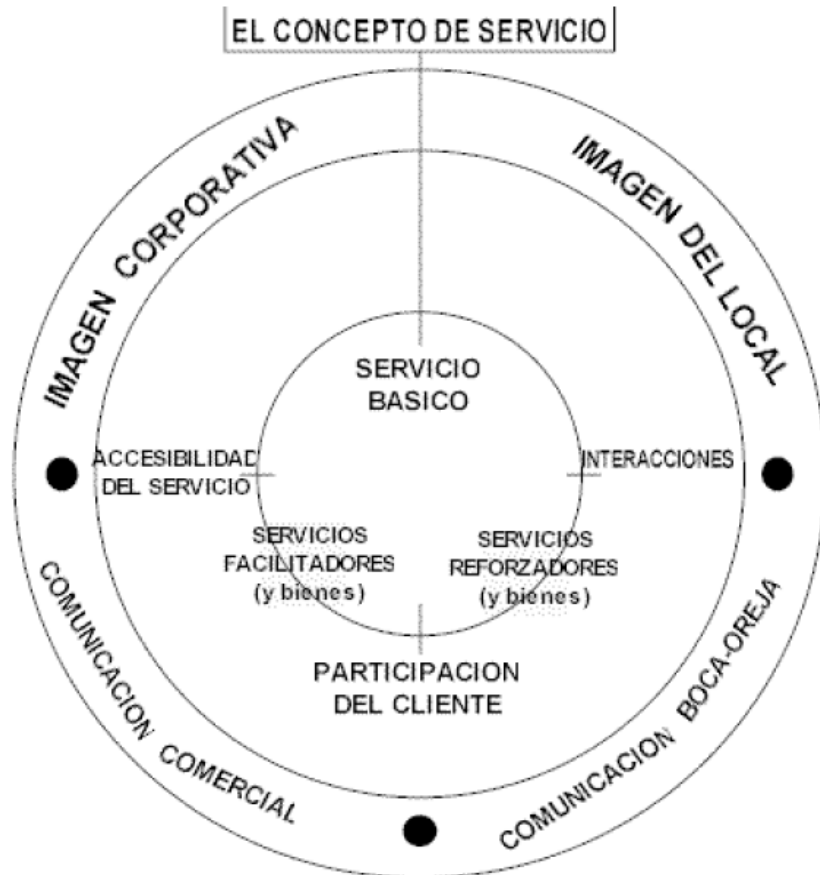 EL CONCEPTO DE SERVICIO
IMAGEN CORPORATIVA
IMAGEN DEL LOCAL
SERVICIO
BASICO
ACCESIBILIDAD
DEL SERVICIO
INTERACCIONES
SERVICIOS
FACILITADORES
(y bienes)
SERVICIOS
REFORZADORES
(y bienes)
PARTICIPACION
DEL CLIENTE
COMUNICACION COMERCIAL
COMUNICACION BOCA-OREJA